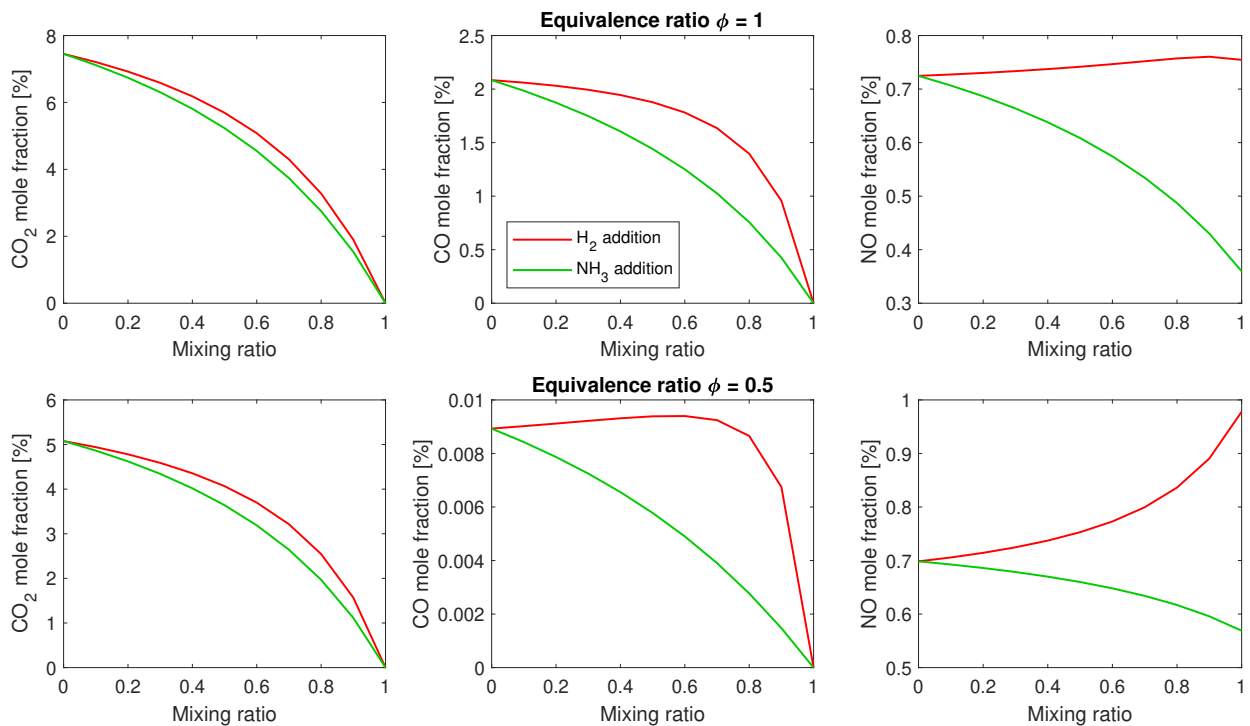 Equivalence ratio ϕ = 1
CO2 mole fraction [%]
8
6
4
2
0
0 0.2 0.4 0.6 0.8 1
Mixing ratio
CO mole fraction [%]
2.5
2
1.5
1
0.5
0
H2 addition
NH3 addition
0 0.2 0.4 0.6 0.8 1
Mixing ratio
NO mole fraction [%]
0.8
0.7
0.6
0.5
0.4
0.3
0 0.2 0.4 0.6 0.8 1
Mixing ratio
Equivalence ratio ϕ = 0.5
CO2 mole fraction [%]
6
5
4
3
2
1
0
0 0.2 0.4 0.6 0.8 1
Mixing ratio
CO mole fraction [%]
0.01
0.008
0.006
0.004
0.002
0
0 0.2 0.4 0.6 0.8 1
Mixing ratio
NO mole fraction [%]
1
0.9
0.8
0.7
0.6
0.5
0 0.2 0.4 0.6 0.8 1
Mixing ratio